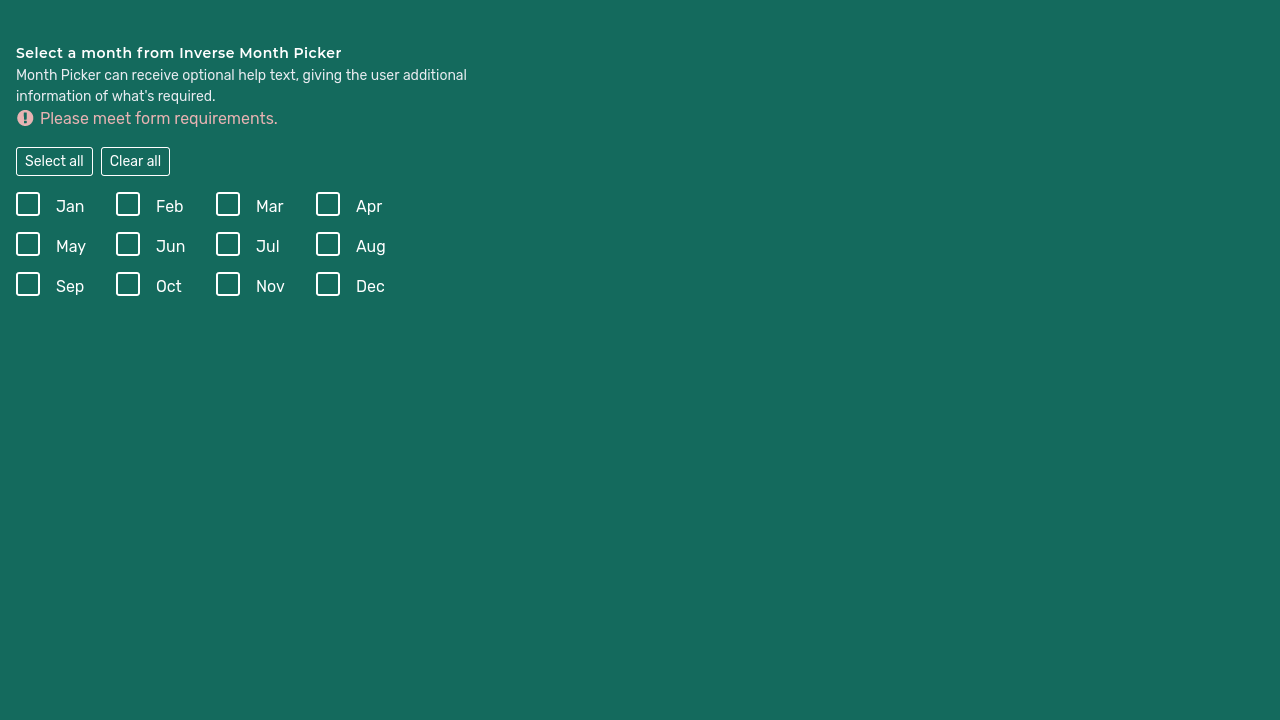 Select a month from Inverse Month Picker
Month Picker can receive optional help text, giving the user additional
information of what's required.
Please meet form requirements.
Select all Clear all
Jan Feb Mar Apr
May Jun Jul Aug
Sep Oct Nov Dec